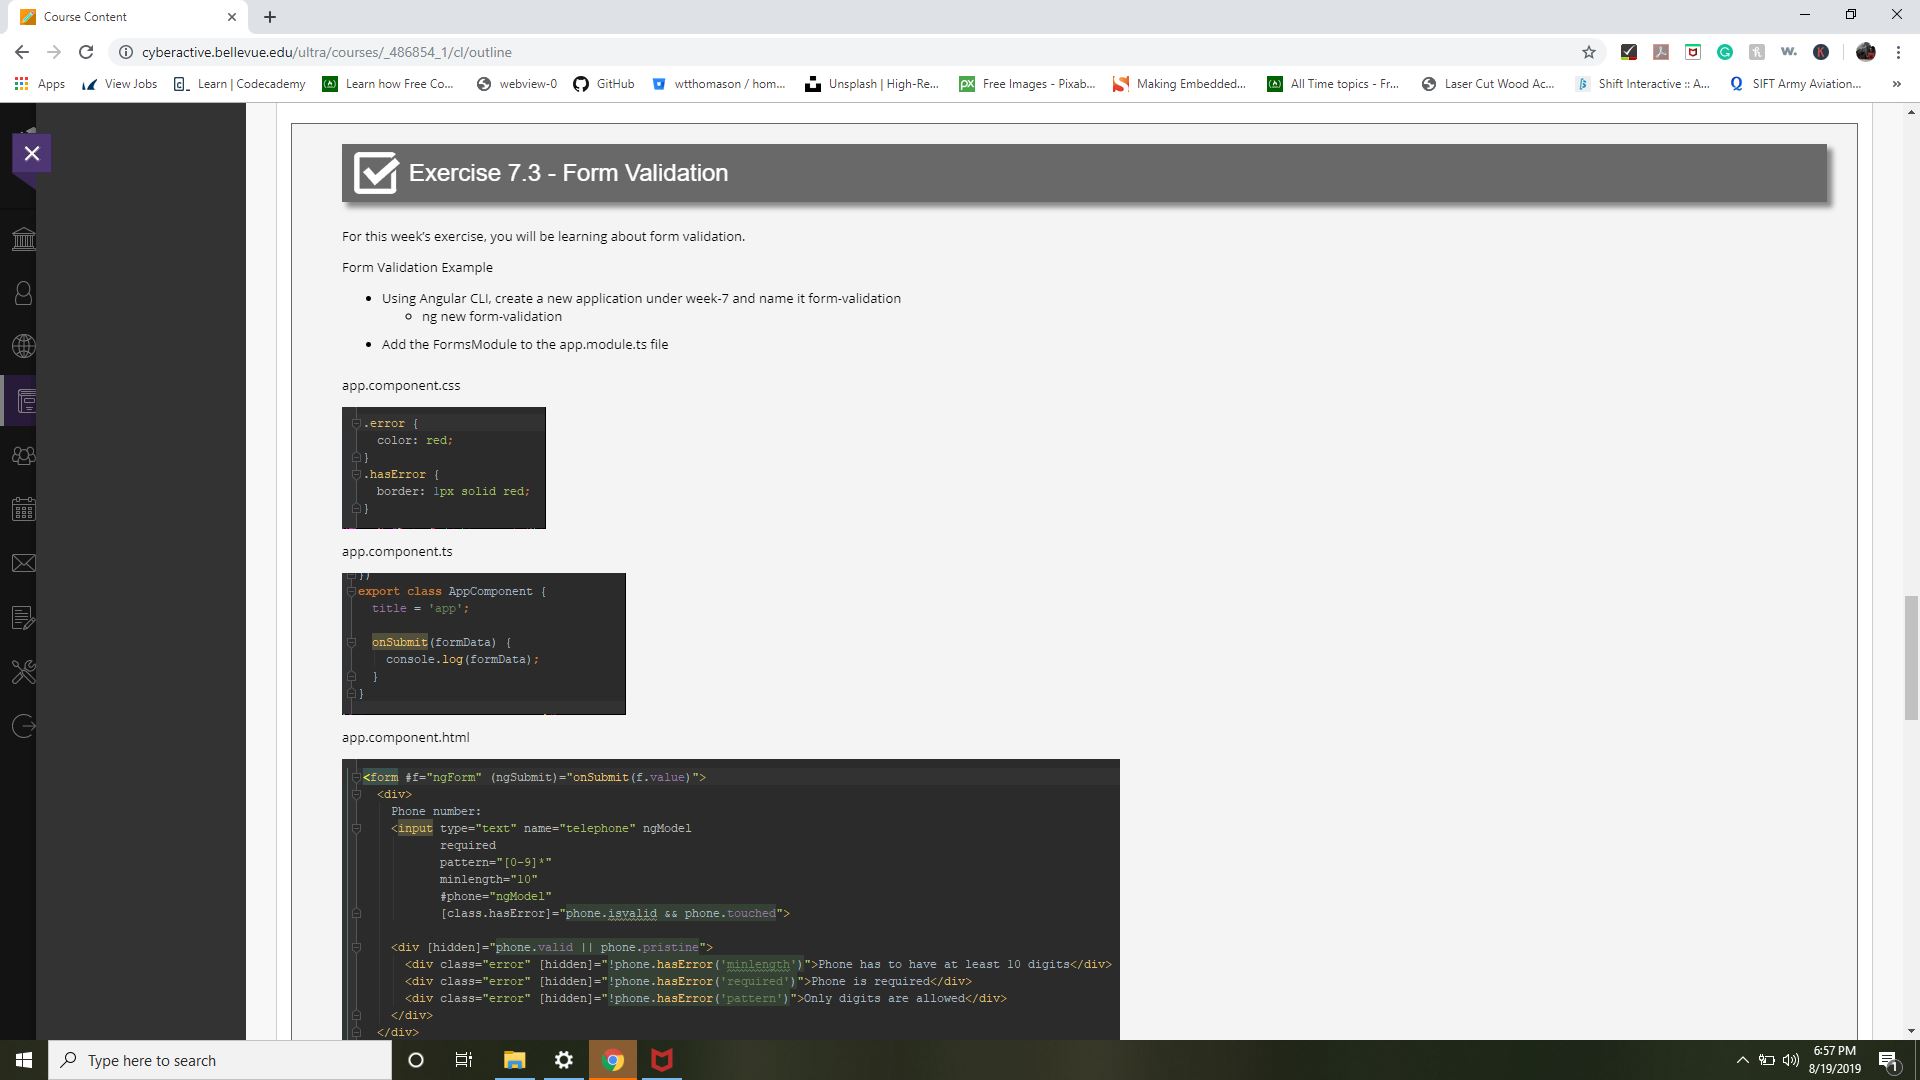 Course Content
cyberactive.bellevue.edu/ultra/courses/_486854_1/cl/outline
Apps
View Jobs
Learn | Codecademy
Learn how Free Co...
webview-0
GitHub
wtthomason / hom...
Unsplash | High-Re...
Free Images - Pixab...
Making Embedded...
All Time topics - Fr...
Laser Cut Wood Ac...
Shift Interactive :: A...
SIFT Army Aviation...
»
Exercise 7.3 - Form Validation
For this week's exercise, you will be learning about form validation.
Form Validation Example
Using Angular CLI, create a new application under week-7 and name it form-validation
ng new form-validation
Add the FormsModule to the app.module.ts file
app.component.css
.error {
color: red;
}
.hasError {
border: 1px solid red;
}
app.component.ts
})
export class AppComponent {
title = 'app';
onSubmit(formData) {
console.log(formData);
}
}
app.component.html
<form #f="ngForm" (ngSubmit)="onSubmit(f.value)">
<div>
Phone number:
<input type="text" name="telephone" ngModel
required
pattern="[0-9]*"
minlength="10"
#phone="ngModel"
[class.hasError]="phone.isvalid && phone.touched">
<div [hidden]="phone.valid || phone.pristine">
<div class="error" [hidden]="!phone.hasError('minlength')">Phone has to have at least 10 digits</div>
<div class="error" [hidden]="!phone.hasError('required')">Phone is required</div>
<div class="error" [hidden]="!phone.hasError('pattern')">Only digits are allowed</div>
</div>
</div>
Type here to search
6:57 PM
8/19/2019
1